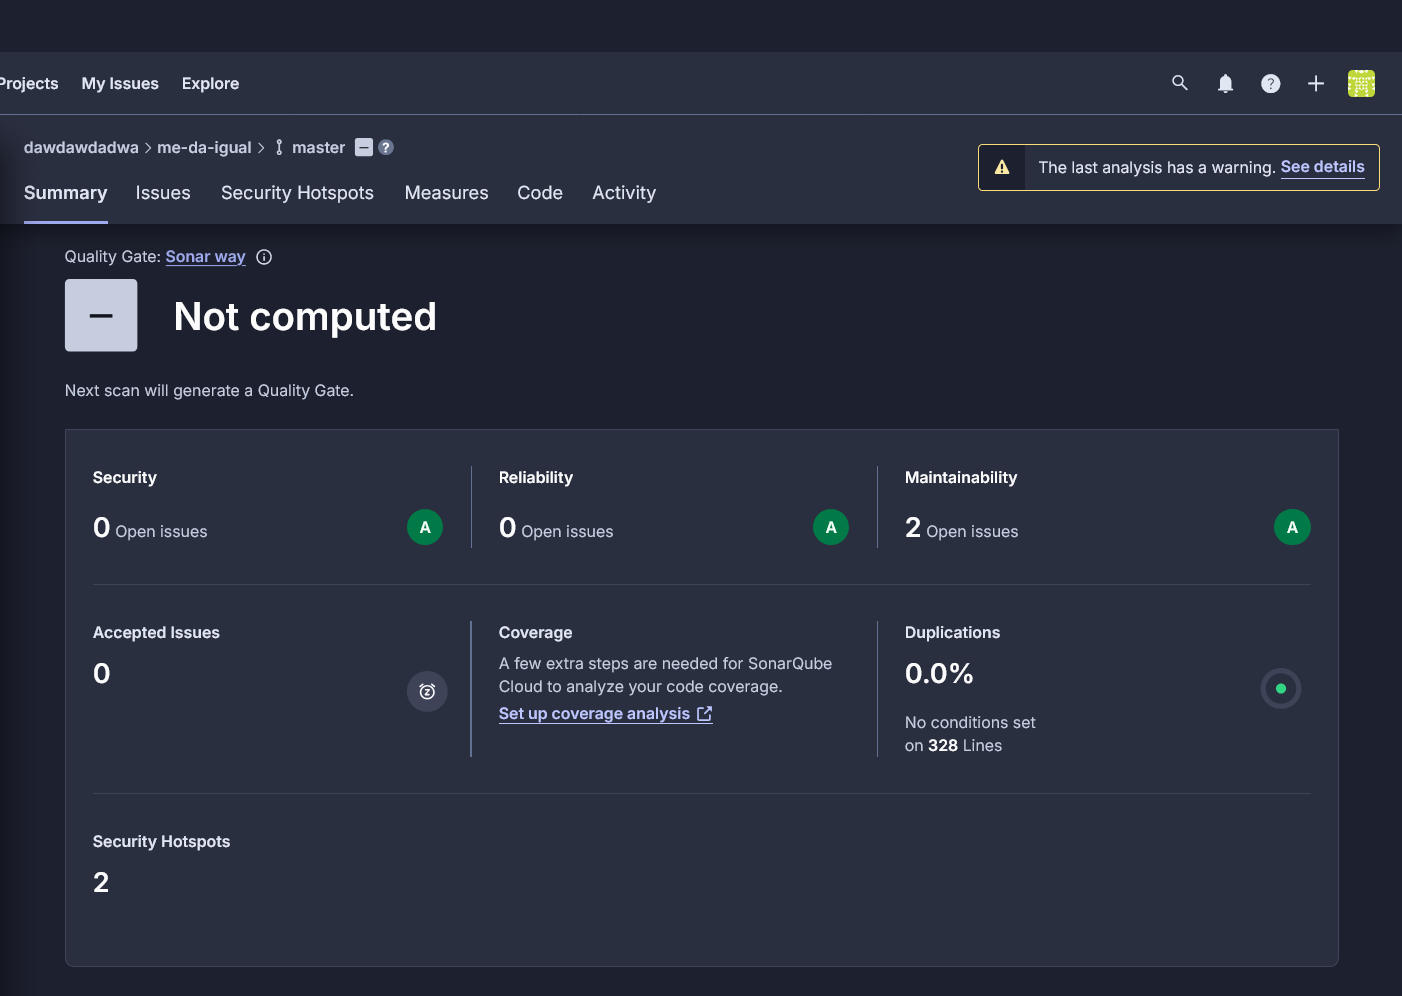 Projects My Issues Explore
dawdawdadwa > me-da-igual > master
The last analysis has a warning. See details
Summary Issues Security Hotspots Measures Code Activity
Quality Gate: Sonar way
Not computed
Next scan will generate a Quality Gate.
Security
0 Open issues
A
Reliability
0 Open issues
A
Maintainability
2 Open issues
A
Accepted Issues
0
Coverage
A few extra steps are needed for SonarQube
Cloud to analyze your code coverage.
Set up coverage analysis
Duplications
0.0%
No conditions set
on 328 Lines
Security Hotspots
2